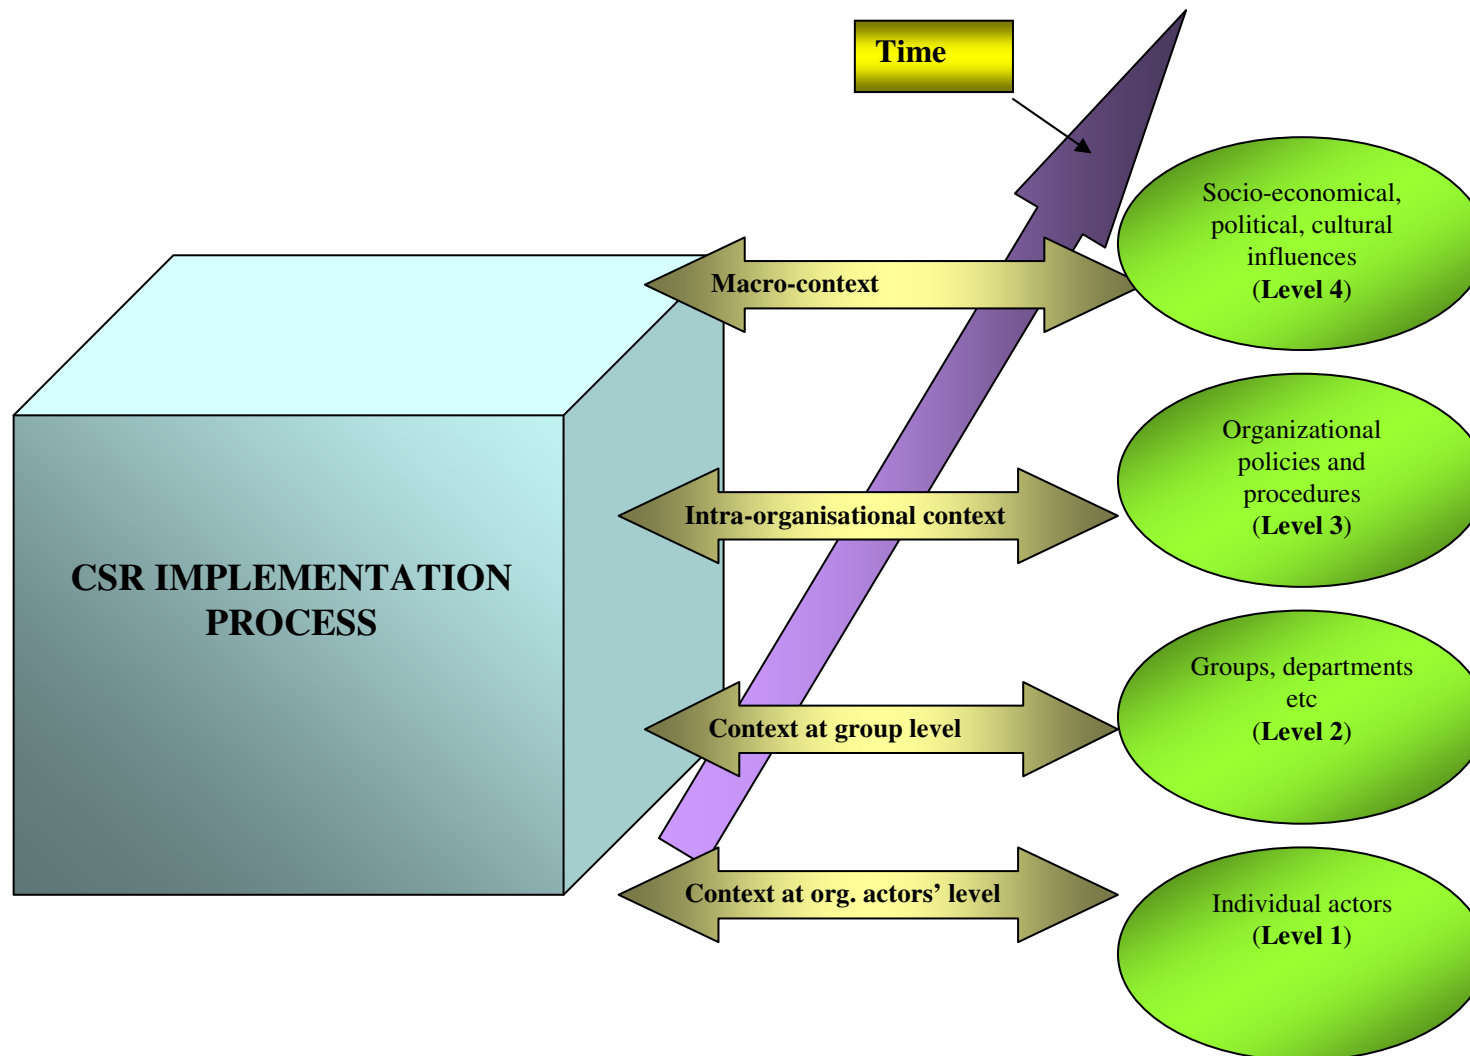 Time
Socio-economical,
political, cultural
influences
(Level 4)
Macro-context
Organizational
policies and
procedures
(Level 3)
Intra-organisational context
CSR IMPLEMENTATION
PROCESS
Groups, departments
etc
(Level 2)
Context at group level
Context at org. actors’ level
Individual actors
(Level 1)